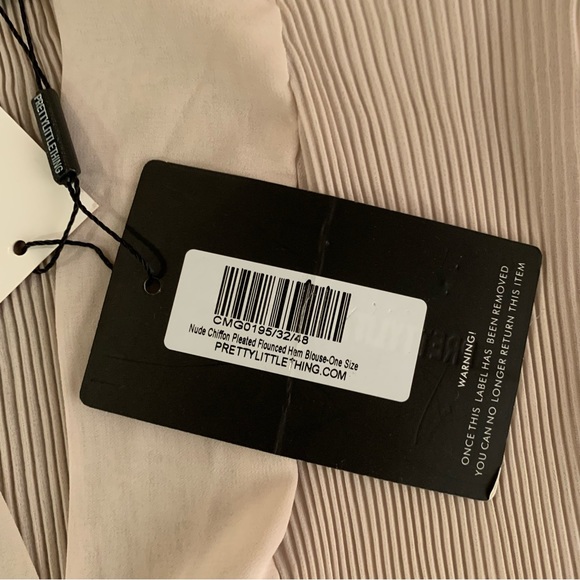 PRETTYLITTLETHING
CMG0195/32/48
Nude Chiffon Pleated Flounced Hem Blouse-One Size
PRETTYLITTLETHING.COM
WARNING!
ONCE THIS LABEL HAS BEEN REMOVED
YOU CAN NO LONGER RETURN THIS ITEM